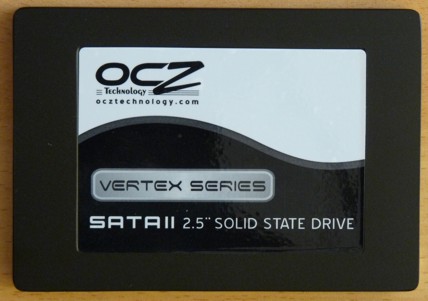 OCZ
Technology
ocztechnology.com
VERTEX SERIES
SATAII 2.5" SOLID STATE DRIVE